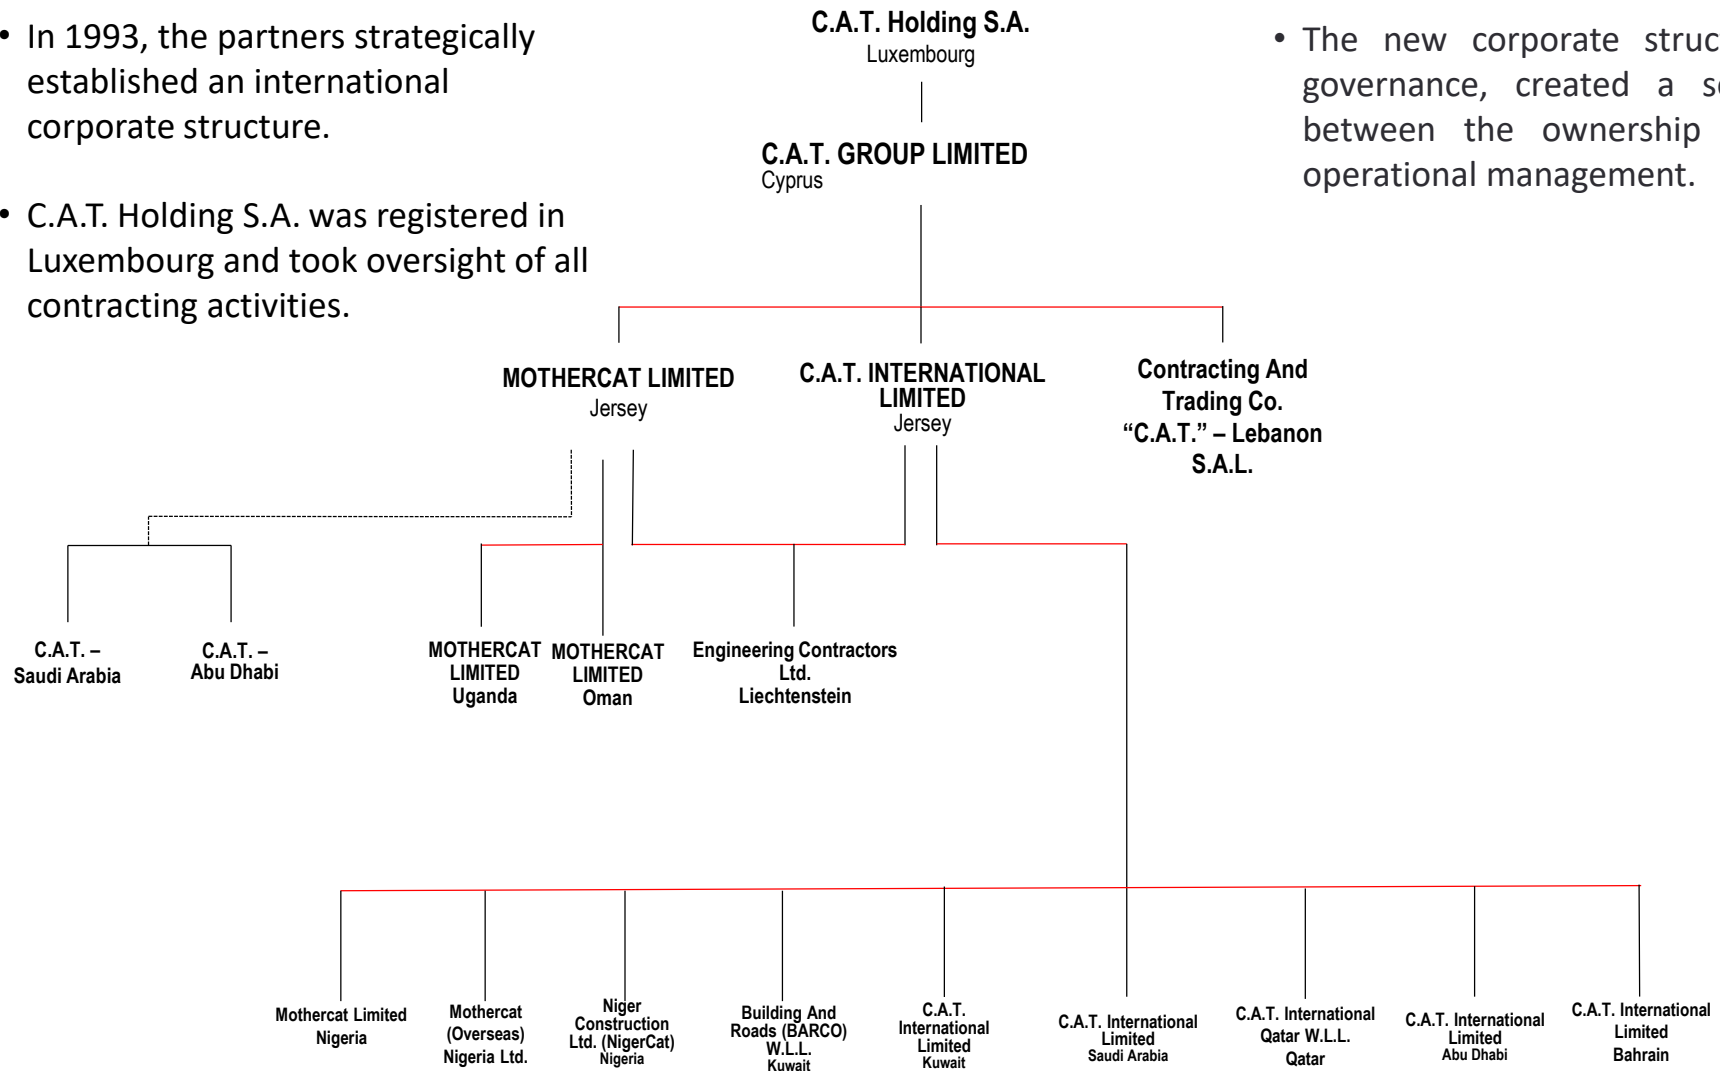 • In 1993, the partners strategically
established an international
corporate structure.
• C.A.T. Holding S.A. was registered in
Luxembourg and took oversight of all
contracting activities.
C.A.T. Holding S.A.
Luxembourg
C.A.T. GROUP LIMITED
Cyprus
• The new corporate
governance, created a
between the ownership
operational management.
MOTHERCAT LIMITED
Jersey
C.A.T. INTERNATIONAL
LIMITED
Jersey
Contracting And
Trading Co.
“C.A.T.” – Lebanon
S.A.L.
C.A.T. –
Saudi Arabia
C.A.T. –
Abu Dhabi
MOTHERCAT
LIMITED
Uganda
MOTHERCAT
LIMITED
Oman
Engineering Contractors
Ltd.
Liechtenstein
Mothercat Limited
Nigeria
Mothercat
(Overseas)
Nigeria Ltd.
Niger
Construction
Ltd. (NigerCat)
Nigeria
Building And
Roads (BARCO)
W.L.L.
Kuwait
C.A.T.
International
Limited
Kuwait
C.A.T. International
Limited
Saudi Arabia
C.A.T. International
Qatar W.L.L.
Qatar
C.A.T. International
Limited
Abu Dhabi
C.A.T. International
Limited
Bahrain